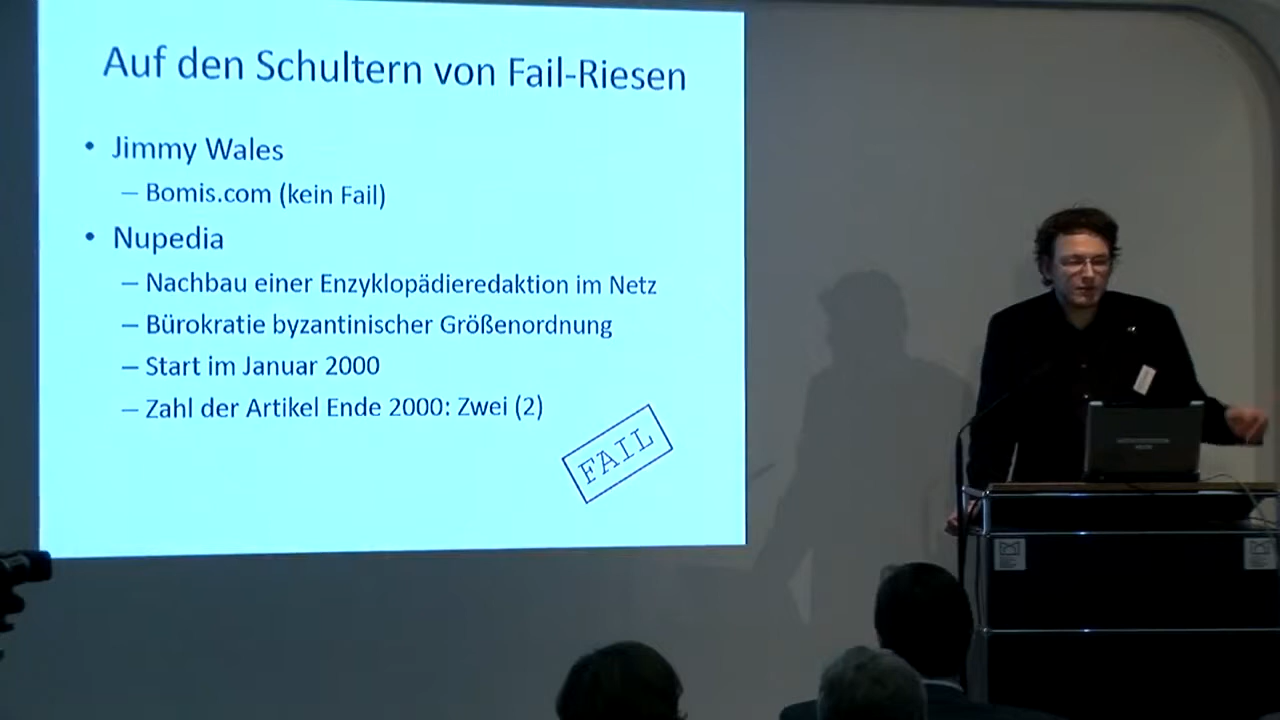 Auf den Schultern von Fail-Riesen
• Jimmy Wales
– Bomis.com (kein Fail)
• Nupedia
– Nachbau einer Enzyklopädieredaktion im Netz
– Bürokratie byzantinischer Größenordnung
– Start im Januar 2000
– Zahl der Artikel Ende 2000: Zwei (2)
FAIL